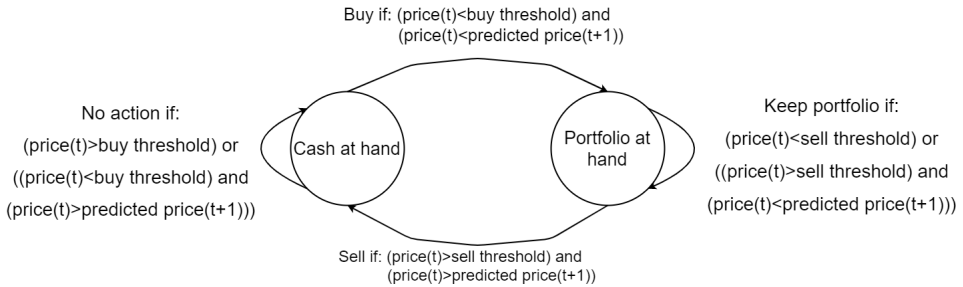 Buy if: (price(t)<buy threshold) and
(price(t)<predicted price(t+1))
No action if:
(price(t)>buy threshold) or
((price(t)<buy threshold) and
(price(t)>predicted price(t+1)))
Cash at hand
Portfolio at
hand
Keep portfolio if:
(price(t)<sell threshold) or
((price(t)>sell threshold) and
(price(t)<predicted price(t+1)))
Sell if: (price(t)>sell threshold) and
(price(t)>predicted price(t+1))